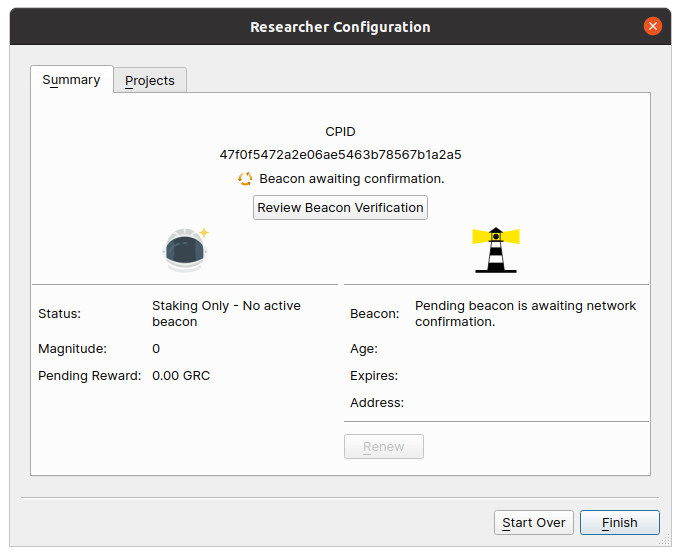 Researcher Configuration
Summary
Projects
CPID
47f0f5472a2e06ae5463b78567b1a2a5
Beacon awaiting confirmation.
Review Beacon Verification
Status:
Staking Only - No active
beacon
Magnitude:
0
Pending Reward:
0.00 GRC
Beacon:
Pending beacon is awaiting network
confirmation.
Age:
Expires:
Address:
Renew
Start Over
Finish